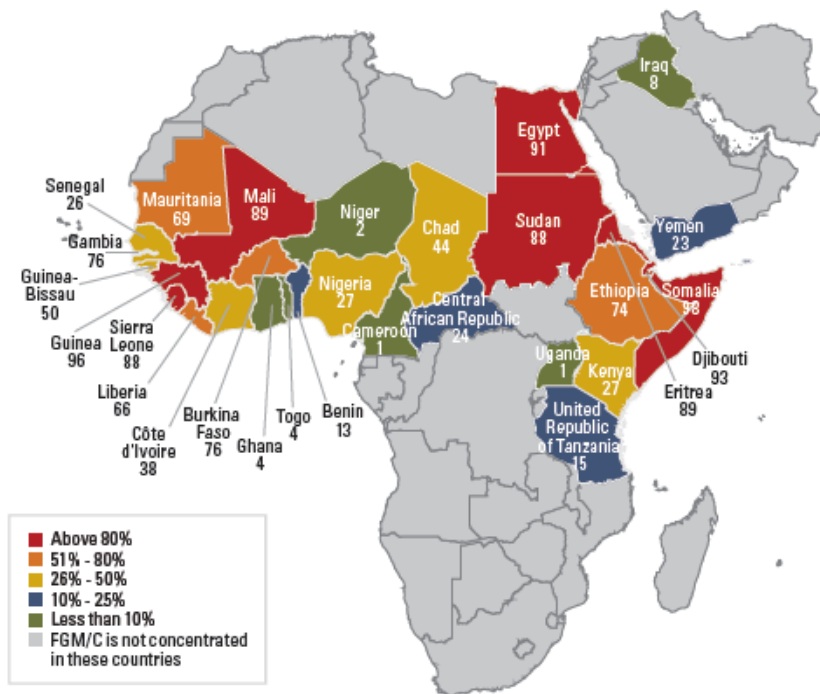 Iraq
8
Egypt
91
Senegal
26
Mauritania
69
Mali
89
Niger
2
Chad
44
Sudan
88
Yemen
23
Gambia
76
Guinea-
Bissau
50
Nigeria
27
Ethiopia
74
Somalia
98
Guinea
96
Sierra
Leone
88
Cameroon
1
Central
African Republic
24
Uganda
1
Kenya
27
Djibouti
93
Eritrea
89
Liberia
66
Côte
d'Ivoire
38
Burkina
Faso
76
Ghana
4
Togo
4
Benin
13
United
Republic
of Tanzania
15
Above 80%
51% - 80%
26% - 50%
10% - 25%
Less than 10%
FGM/C is not concentrated
in these countries